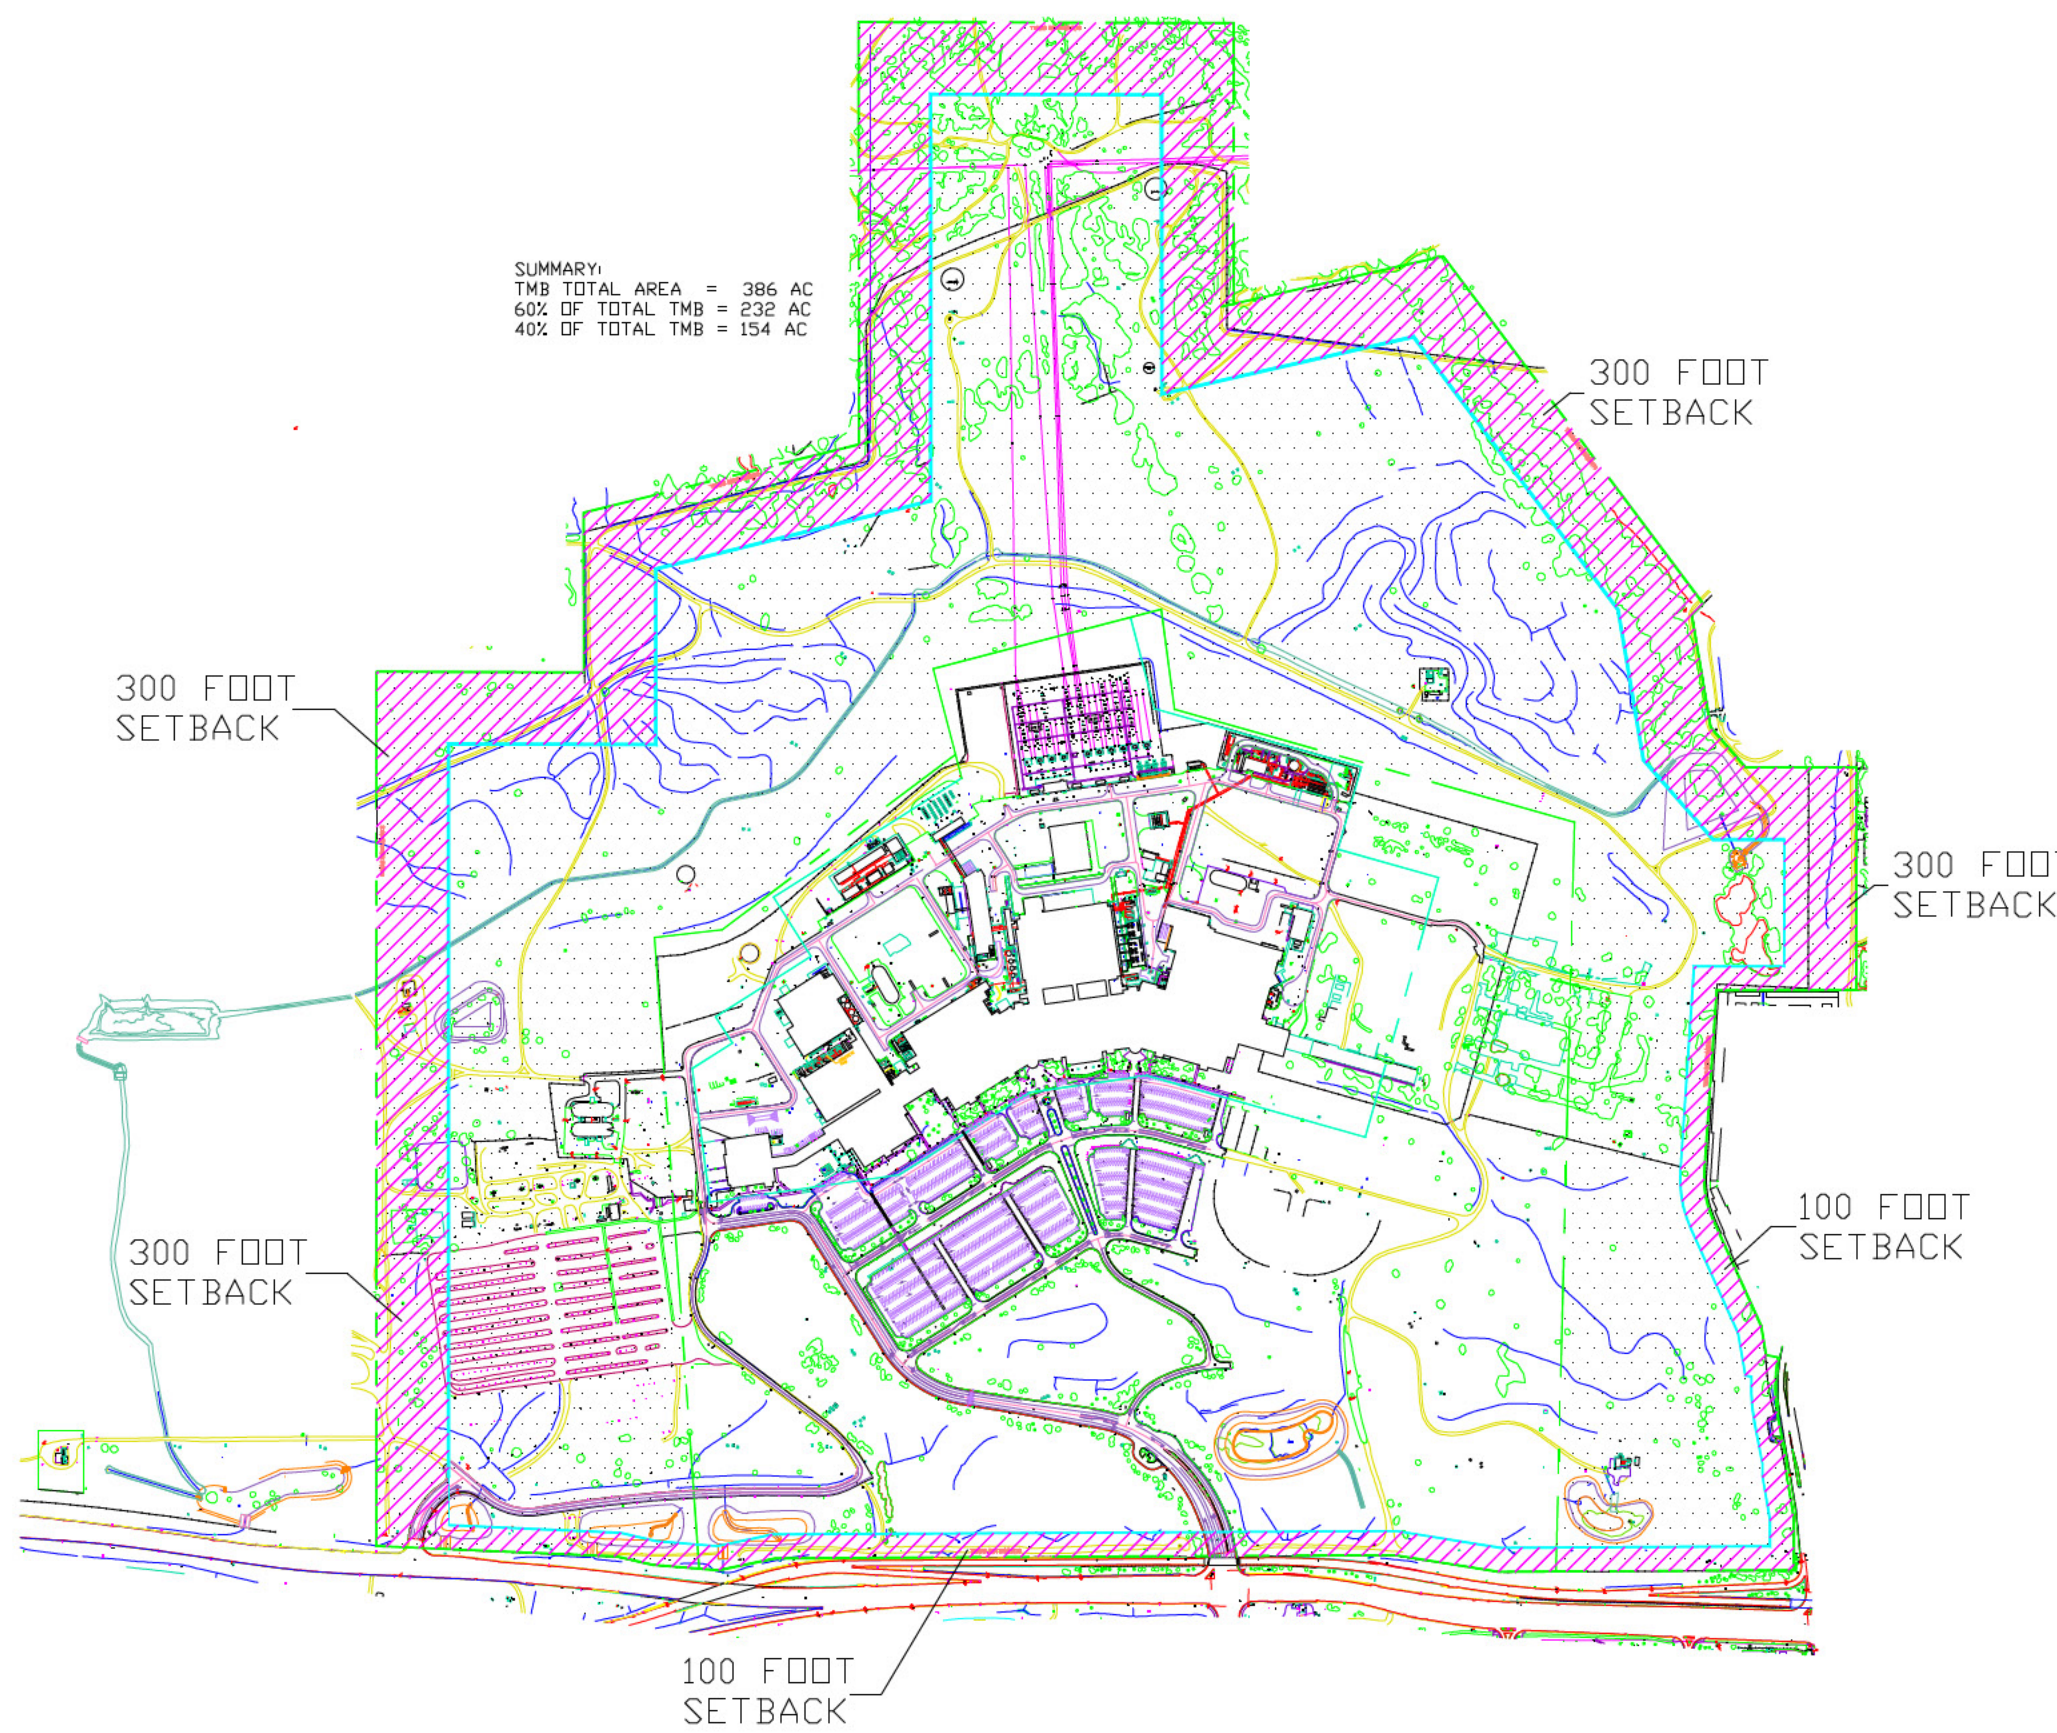 SUMMARY:
TMB TOTAL AREA = 386 AC
60% OF TOTAL TMB = 232 AC
40% OF TOTAL TMB = 154 AC
300 FOOT
SETBACK
300 FOOT
SETBACK
300 FOO
SETBACK
300 FOOT
SETBACK
100 FOOT
SETBACK
100 FOOT
SETBACK